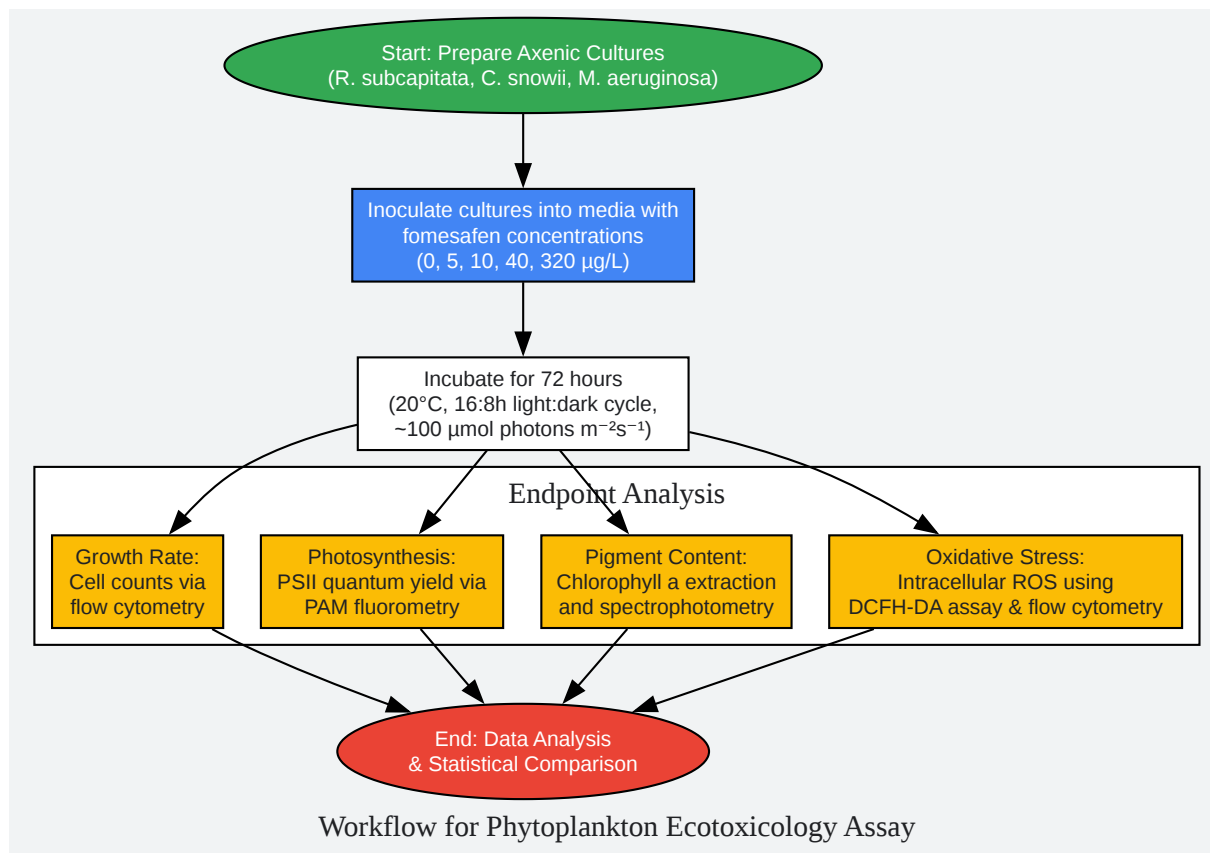 Start: Prepare Axenic Cultures
(R. subcapitata, C. snowii, M. aeruginosa)
Inoculate cultures into media with
fomesafen concentrations
(0, 5, 10, 40, 320 µg/L)
Incubate for 72 hours
(20°C, 16:8h light:dark cycle,
~100 µmol photons m⁻²s⁻¹)
Endpoint Analysis
Growth Rate:
Cell counts via
flow cytometry
Photosynthesis:
PSII quantum yield via
PAM fluorometry
Pigment Content:
Chlorophyll a extraction
and spectrophotometry
Oxidative Stress:
Intracellular ROS using
DCFH-DA assay & flow cytometry
End: Data Analysis
& Statistical Comparison
Workflow for Phytoplankton Ecotoxicology Assay